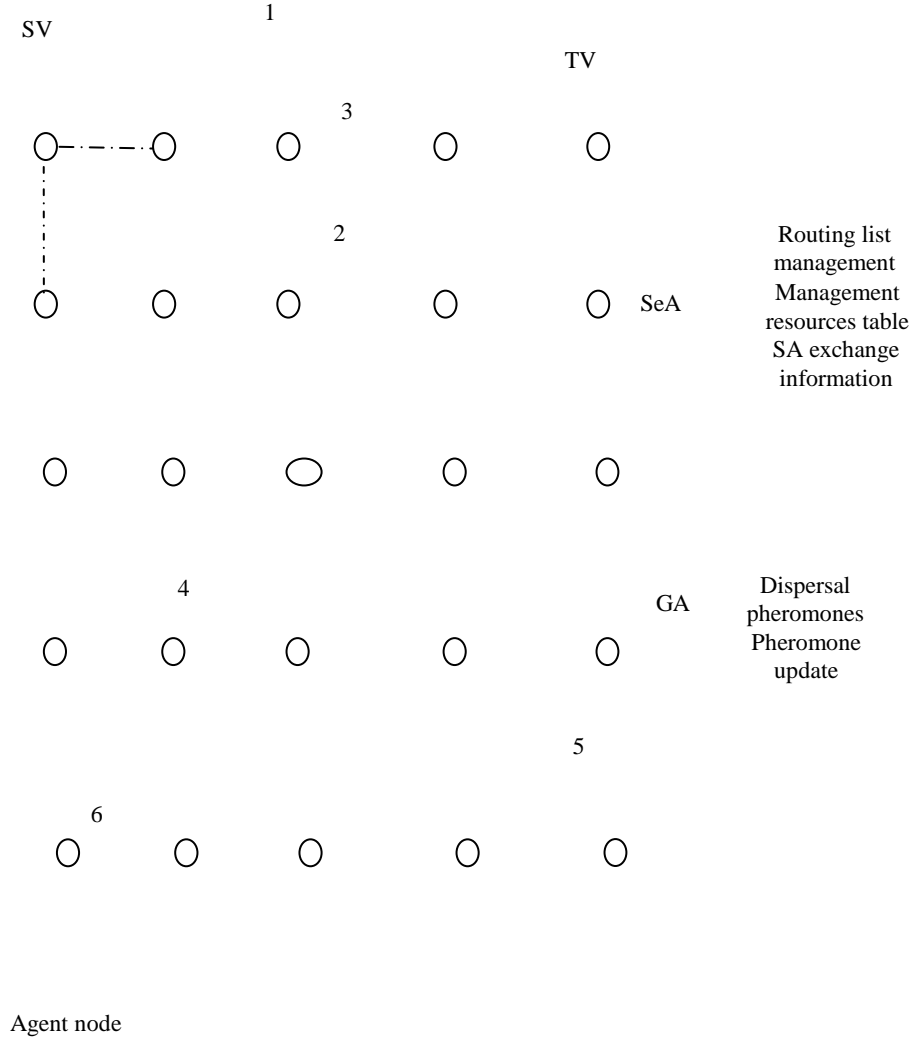 1
SV
TV
3
2
Routing list
management
Management
resources table
SA exchange
information
SeA
4
GA
Dispersal
pheromones
Pheromone
update
5
6
Agent node